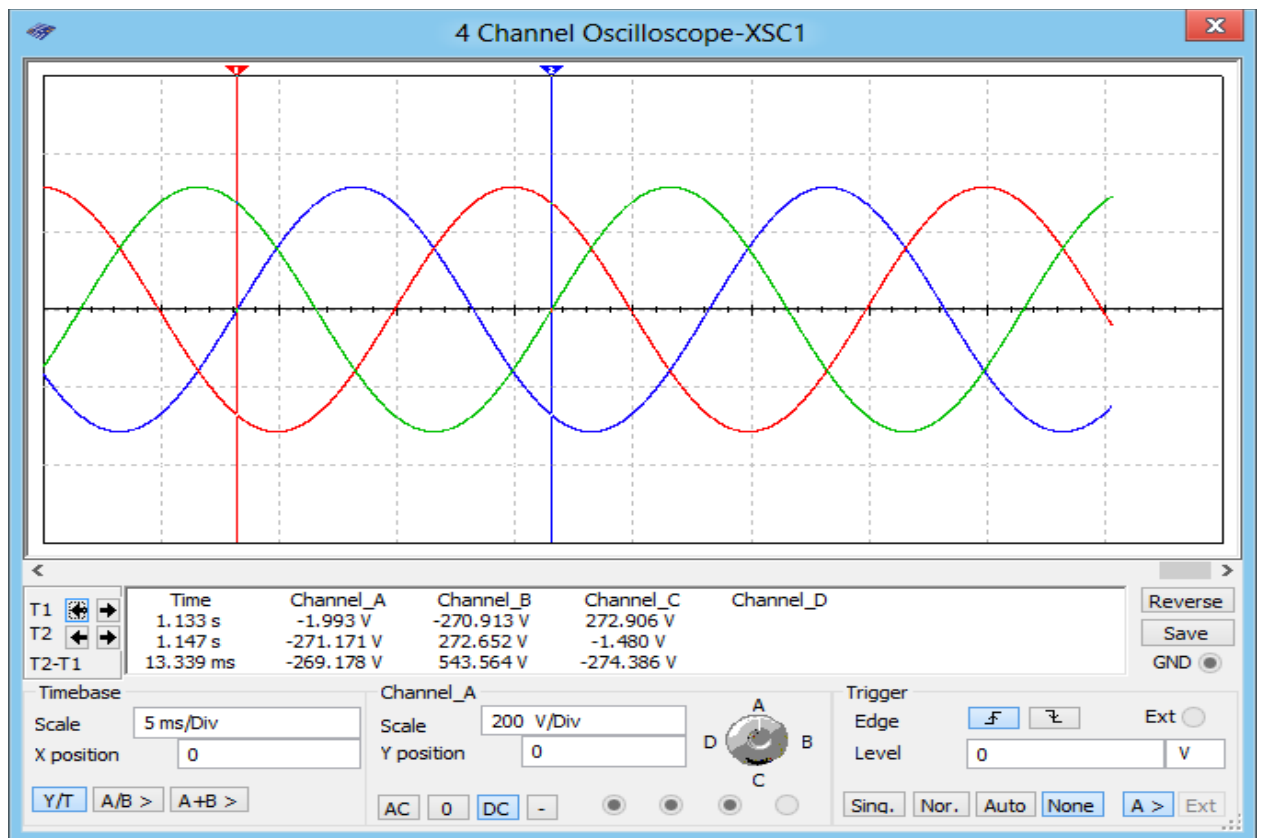 4 Channel Oscilloscope-XSC1
X
1
2
T1
T2
T2-T1
Time Channel_A Channel_B Channel_C Channel_D
1.133 s -1.993 V -270.913 V 272.906 V
1.147 s -271.171 V 272.652 V -1.480 V
13.339 ms -269.178 V 543.564 V -274.386 V
Reverse
Save
GND
Timebase
Scale 5 ms/Div
X position 0
Y/T A/B > A+B >
Channel_A
Scale 200 V/Div
Y position 0
AC 0 DC -
A
D B
C
Trigger
Edge Ext
Level 0 V
Sing. Nor. Auto None A > Ext